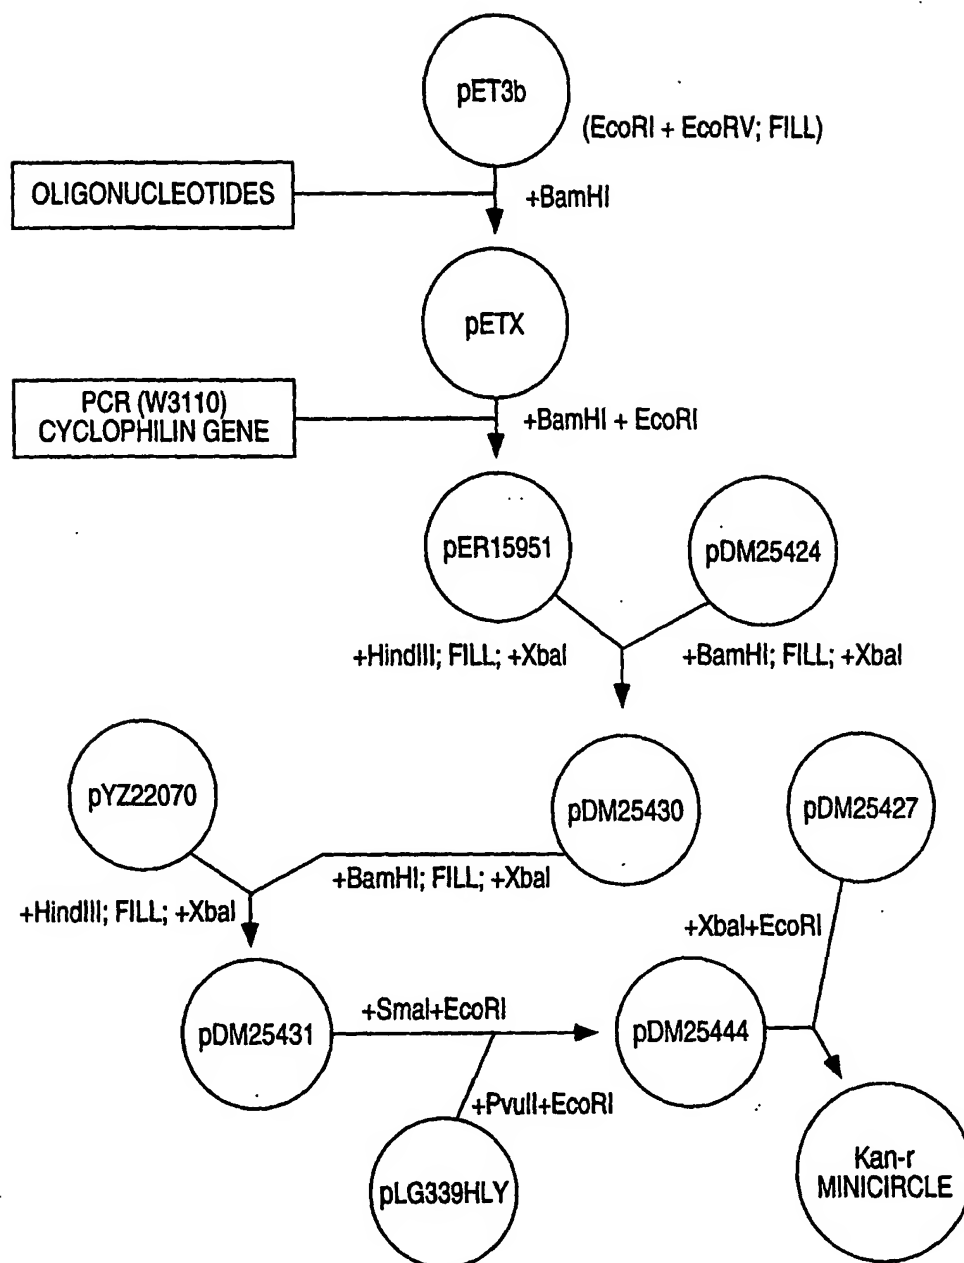 pET3b
(EcoRI + EcoRV; FILL)
OLIGONUCLEOTIDES
+BamHI
pETX
PCR (W3110)
CYCLOPHILIN GENE
+BamHI + EcoRI
pER15951
pDM25424
+HindIII; FILL; +XbaI
+BamHI; FILL; +XbaI
pYZ22070
pDM25430
pDM25427
+BamHI; FILL; +XbaI
+HindIII; FILL; +XbaI
+XbaI+EcoRI
pDM25431
+SmaI+EcoRI
pDM25444
+PvuII+EcoRI
pLG339HLY
Kan-r
MINICIRCLE